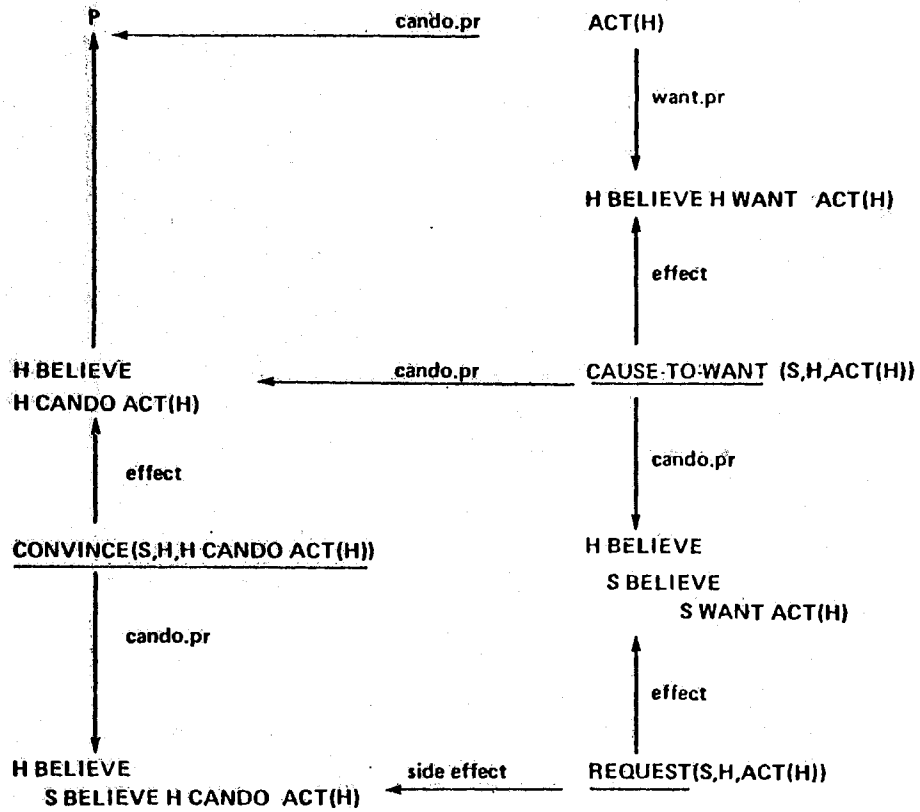 P
cando.pr
ACT(H)
want.pr
H BELIEVE H WANT ACT(H)
effect
H BELIEVE
H CANDO ACT(H)
cando.pr
CAUSE-TO-WANT (S,H,ACT(H))
effect
cando.pr
CONVINCE(S,H,H CANDO ACT(H))
H BELIEVE
S BELIEVE
S WANT ACT(H)
cando.pr
effect
H BELIEVE
S BELIEVE H CANDO ACT(H)
side effect
REQUEST(S,H,ACT(H))